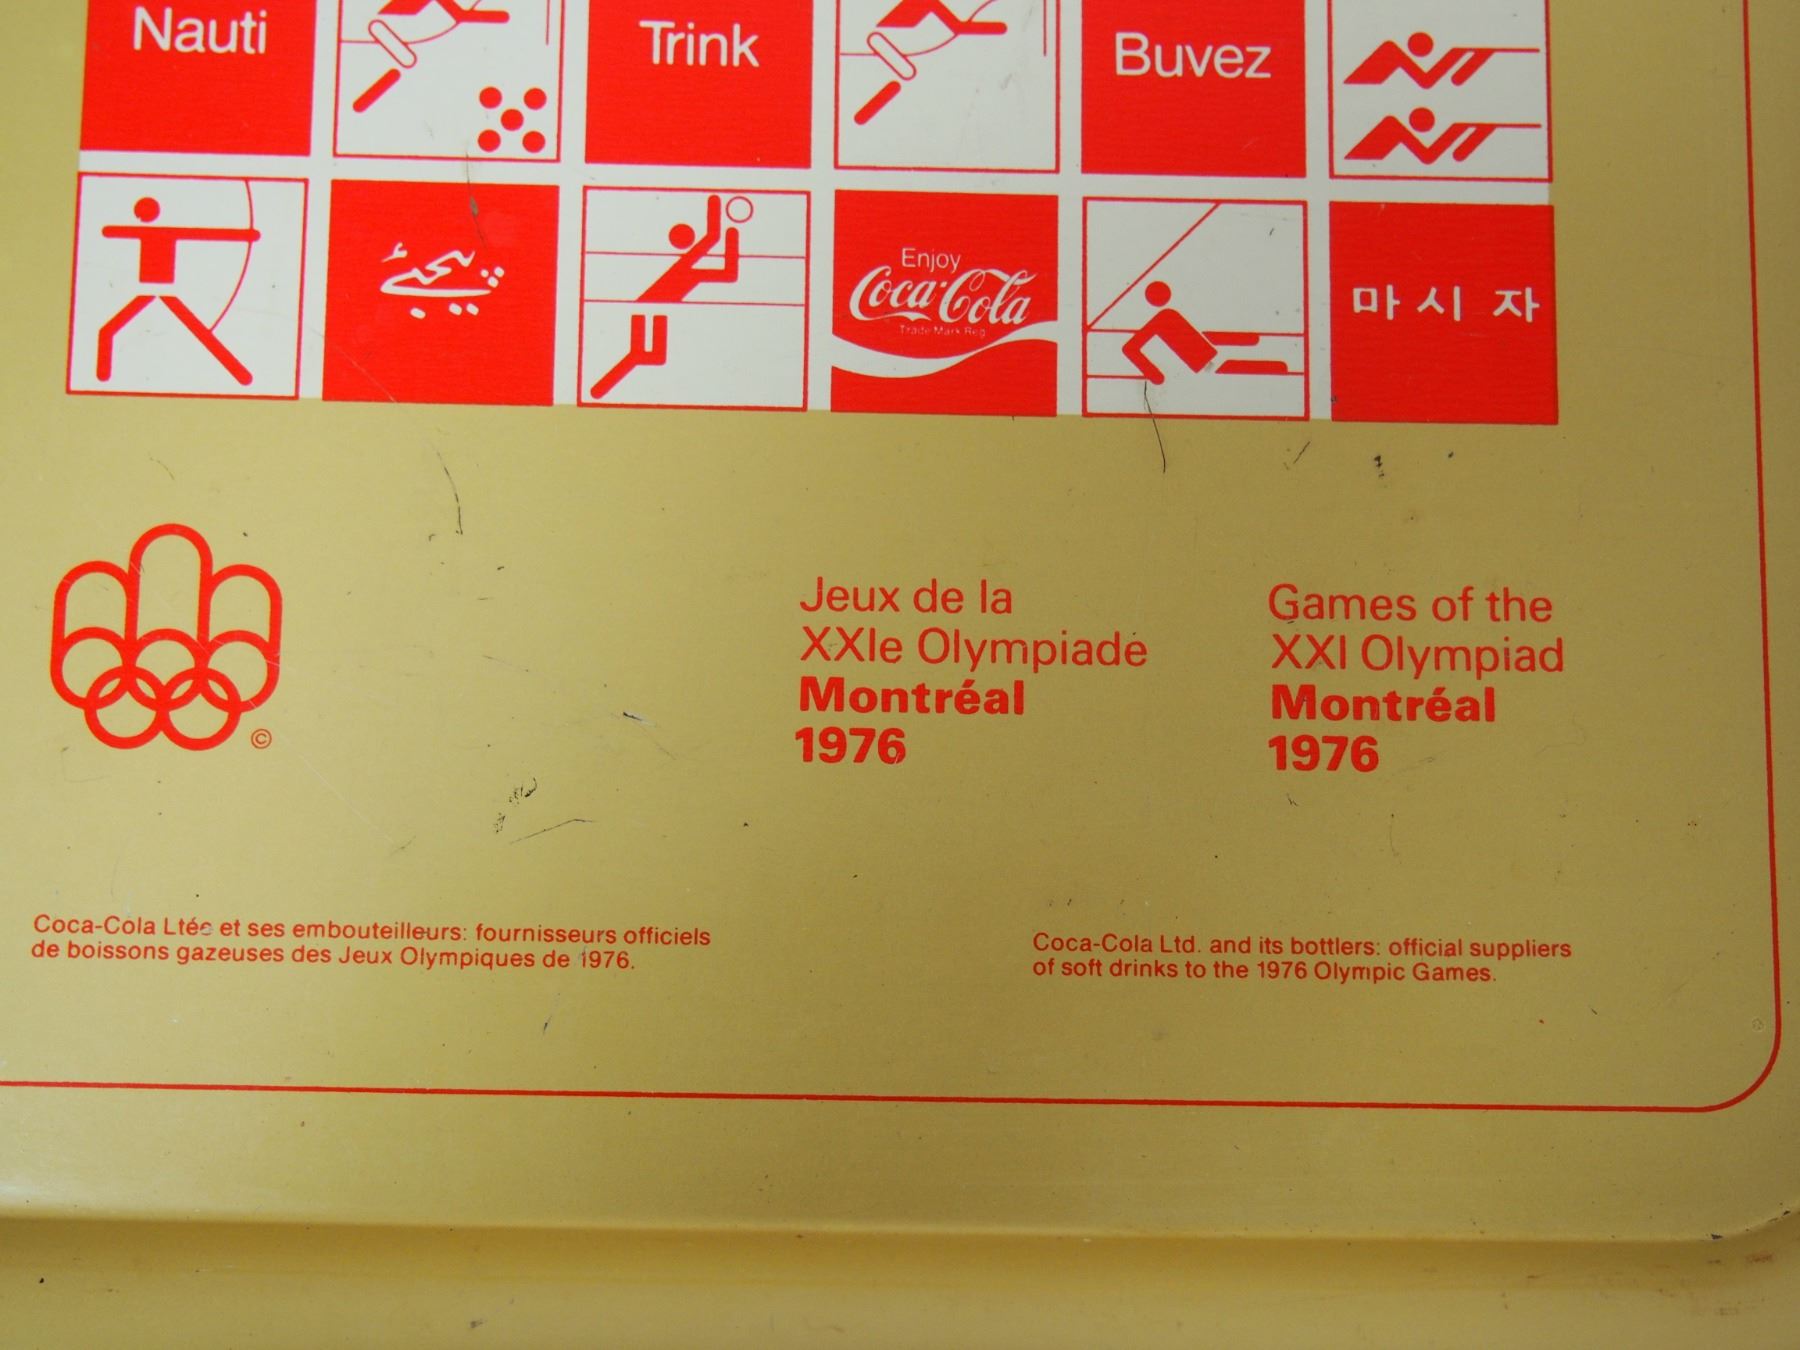 Nauti
Trink
Buvez
پیجئے
Enjoy
Coca-Cola
Trade Mark Reg
마시자
©
Jeux de la
XXIe Olympiade
Montréal
1976
Games of the
XXI Olympiad
Montréal
1976
Coca-Cola Ltée et ses embouteilleurs: fournisseurs officiels
de boissons gazeuses des Jeux Olympiques de 1976.
Coca-Cola Ltd. and its bottlers: official suppliers
of soft drinks to the 1976 Olympic Games.